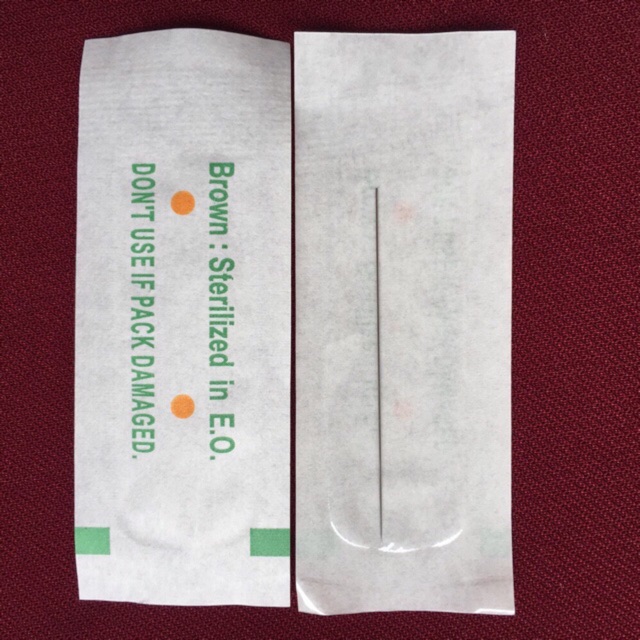 Brown : Sterilized in E.O.
DON'T USE IF PACK DAMAGED.